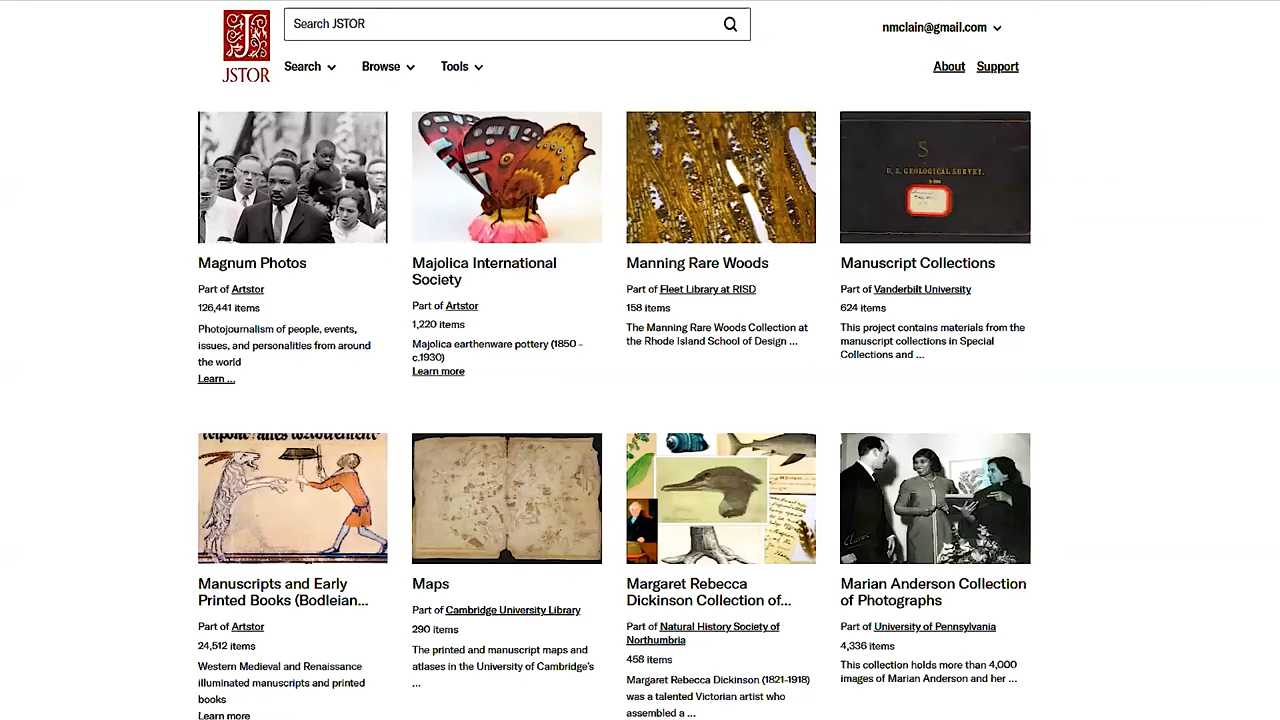 Search JSTOR
nmclain@gmail.com
JSTOR
Search
Browse
Tools
About
Support
U. S. GEOLOGICAL SURVEY.
Magnum Photos
Part of Artstor
126,441 items
Photojournalism of people, events,
issues, and personalities from around
the world
Learn ...
Majolica International
Society
Part of Artstor
1,220 items
Majolica earthenware pottery (1850 -
c.1930)
Learn more
Manning Rare Woods
Part of Fleet Library at RISD
158 items
The Manning Rare Woods Collection at
the Rhode Island School of Design ...
Manuscript Collections
Part of Vanderbilt University
624 items
This project contains materials from the
manuscript collections in Special
Collections and ...
Manuscripts and Early
Printed Books (Bodleian...
Part of Artstor
24,512 items
Western Medieval and Renaissance
illuminated manuscripts and printed
books
Learn more
Maps
Part of Cambridge University Library
290 items
The printed and manuscript maps and
atlases in the University of Cambridge's
...
Margaret Rebecca
Dickinson Collection of...
Part of Natural History Society of
Northumbria
458 items
Margaret Rebecca Dickinson (1821-1918)
was a talented Victorian artist who
assembled a ...
Marian Anderson Collection
of Photographs
Part of University of Pennsylvania
4,336 items
This collection holds more than 4,000
images of Marian Anderson and her ...